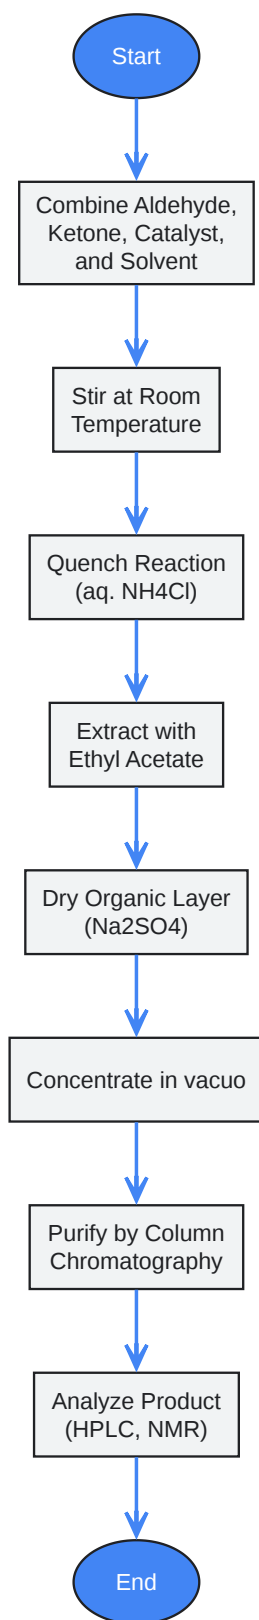 Start
Combine Aldehyde,
Ketone, Catalyst,
and Solvent
Stir at Room
Temperature
Quench Reaction
(aq. NH4Cl)
Extract with
Ethyl Acetate
Dry Organic Layer
(Na2SO4)
Concentrate in vacuo
Purify by Column
Chromatography
Analyze Product
(HPLC, NMR)
End